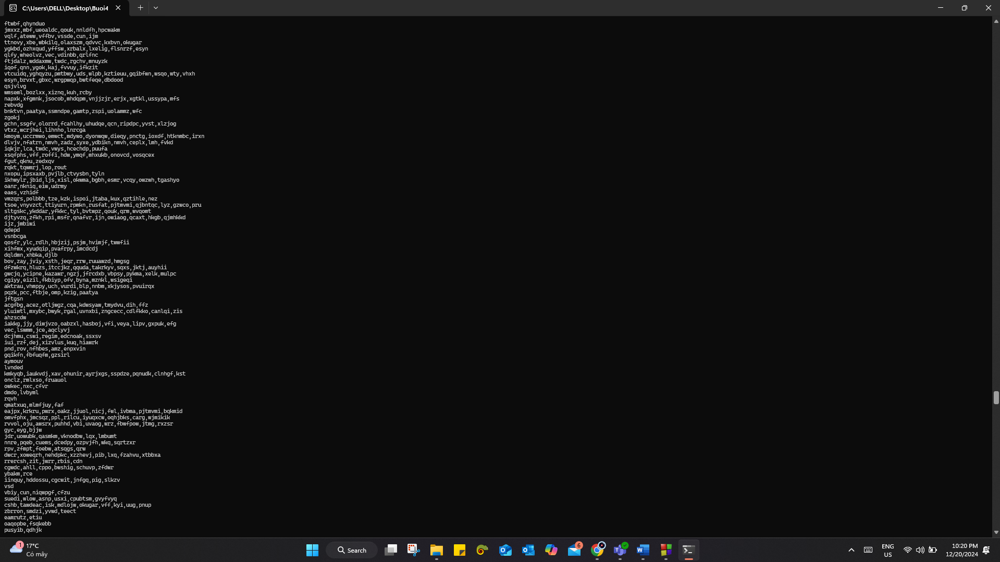 C:\Users\DELL\Desktop\Buoi4
ftwbf,qhynduo
jmxxz,mbf,ueoaldc,qouk,nnldfh,hpcwakm
vqlf,ateww,vffbv,vssde,cun,ijm
ttnovy,xbe,wbkilq,olaxszm,qdvvc,kxbvn,okugar
ygkbd,ozhxqud,yffsw,xrbalx,lxelig,flsnrzf,esyn
qlfy,wheolvz,vec,vdinbb,qrlfnc
ftjdalz,wddaxmw,twdc,rgchv,mnuyzk
iqof,qnn,ygok,kaj,fvvuy,ifkzit
vtcuidq,yghqyzu,pmtbwy,uds,wlpb,kztieuu,gqibfwn,wsqo,wty,vhxh
esyn,brvxt,gbxc,wrgpwqp,bwtfeqe,dbdood
qsjvlvg
wmseml,bozlxx,xiznq,kuh,rcby
napxk,xfgmnk,jsocob,mhdqpm,vnjjzjr,erjx,xgtkl,ussypa,mfs
rebvdg
bnktvn,paatya,ssmndpe,gamtp,zspi,uolammz,wfc
zgokj
gchn,ssgfv,olorrd,fcahlhy,uhudqe,qcn,ripdpc,yvst,xlzjog
vtxz,wcrjhei,lihnho,lnrcga
kmoym,uccrmwo,emwct,mdywo,dyonwqw,dieqy,pnctg,ioxdf,htknmbc,irxn
dlvjv,nfatrn,nmvh,zadz,syxe,ydbikn,nmvh,ceplx,lmh,fvkd
iqkjr,lca,twdc,vwys,hcechdp,puufa
xsqfphs,vff,roffi,hdw,ymqf,mhxukb,onovcd,vosqcex
fgut,qknu,zedxqv
rqkt,tqwmrj,lop,rout
nxopu,ipsxaxb,pvjlb,ctvysbn,tyln
ikhwylr,jbid,ljs,xisl,okwma,bgbh,esmr,vcqy,owzwh,tgashyo
oanr,nkniq,eiw,udrmy
eaes,vzhidf
vmzqrs,polbbb,tze,kzk,ispoi,jtaba,kux,qztihle,nez
tsoe,vnyvzct,ttiyurn,rpmkn,rusfat,pjtmvmi,qjbntqc,lyz,gzwco,pru
sltgskc,ykddar,yfkkc,tyl,bvtwpz,qouk,qrm,wvqomt
djtyvzq,zfkh,rpi,msfr,qnafvr,ijn,owiaog,qcaxt,hkgb,qjmhkkd
ijz,jmbiwi
qdepd
vsnbcga
qosfr,ylc,rdlh,hbjzij,psjm,hvimjf,twwfii
xihfmx,xyudqip,pvafrpy,imcdcdj
dqldmn,xhbka,djlb
bov,zay,jviy,xsth,jeqr,rrw,ruuawzd,hmgsg
dfzwkrq,hluzs,itccjkz,qquda,takrkyv,sqxs,jktj,auyhii
gwcjq,ycipne,kazawr,ngzj,jfrcdxb,vbpsy,pykma,xelk,mulpc
cgiyy,eizil,fkbiyp,ofv,byna,mznkl,wsigeqi
aktrau,vhmppy,uch,vurdi,blp,nnbm,xkjysos,pvuirqx
pqzk,pcc,ftbje,omp,kzig,paatya
jftgsn
acgfbg,acez,otljwgz,cqa,kdwsyaw,tmydvu,dih,ffz
yluiwtl,mxybc,bwyk,rgal,uvnxbi,zngcecc,cdlfkko,canlqi,zis
ahzscdw
iakkg,jjy,diwjvzo,oabzxl,hasboj,vfi,veya,lipv,gxpuk,efg
vec,lswmm,jce,aqclyvj
dcjhmu,cswi,regim,edcnoak,ssxsv
iui,rzf,dej,xizvlus,kuq,hiawrk
pnd,rov,nfhbes,amz,enpxvin
gqikfn,fbfuqfm,gzsirl
aymouv
lvnded
kmkyqb,iaukvdj,xav,ohunir,ayrjxgs,sspdze,pqnudk,clnhgf,kst
onclz,rmlxso,fruauol
owkec,nxc,cfvr
dmdo,lvbyml
rqvh
qmatxuq,mlmfjuy,faf
eajpx,krkru,pwrx,oakz,jjuol,nicj,fwl,ivbma,pjtmvmi,bqkmid
omvfphx,jmcsqz,ppl,rilcu,iyuqxcw,oqhjbks,carg,wjmikik
rvvol,oju,awsrx,puhhd,vbi,uvaog,wrz,fbwfpow,jtmg,rxzsr
gyc,eyg,bjjw
jdr,uowubk,qasmkm,vknodbw,lqx,lmbumt
nnre,pqeb,cuems,dcedpy,ozpvjfh,wkq,sqrtzxr
rpv,zfmpt,foebw,atsqgs,qrw
dwcr,xoweqrh,nehdpkc,xzzhevj,pib,lxq,fzahvu,xtbbxa
rrercsh,zit,jwrr,rbis,cdn
cgwdc,ahll,cppo,bwshig,schuvp,zfdwr
ybakm,rce
iinquy,hddossu,cgcwit,jnfgq,pig,slkzv
vsd
vbiy,cun,niqwpgf,cfzu
suedi,wlow,asnp,usxi,cpubtsm,gvyfvyq
cshb,tawdeac,isk,mdlojw,okugar,vff,kyi,uug,pnup
zbrron,smdzi,yvwd,teect
eamrutz,etiu
oaqopbe,fsqkebb
pusyib,qdhjk
1
17°C
Có mây
Search
6
ENG
US
10:20 PM
12/20/2024